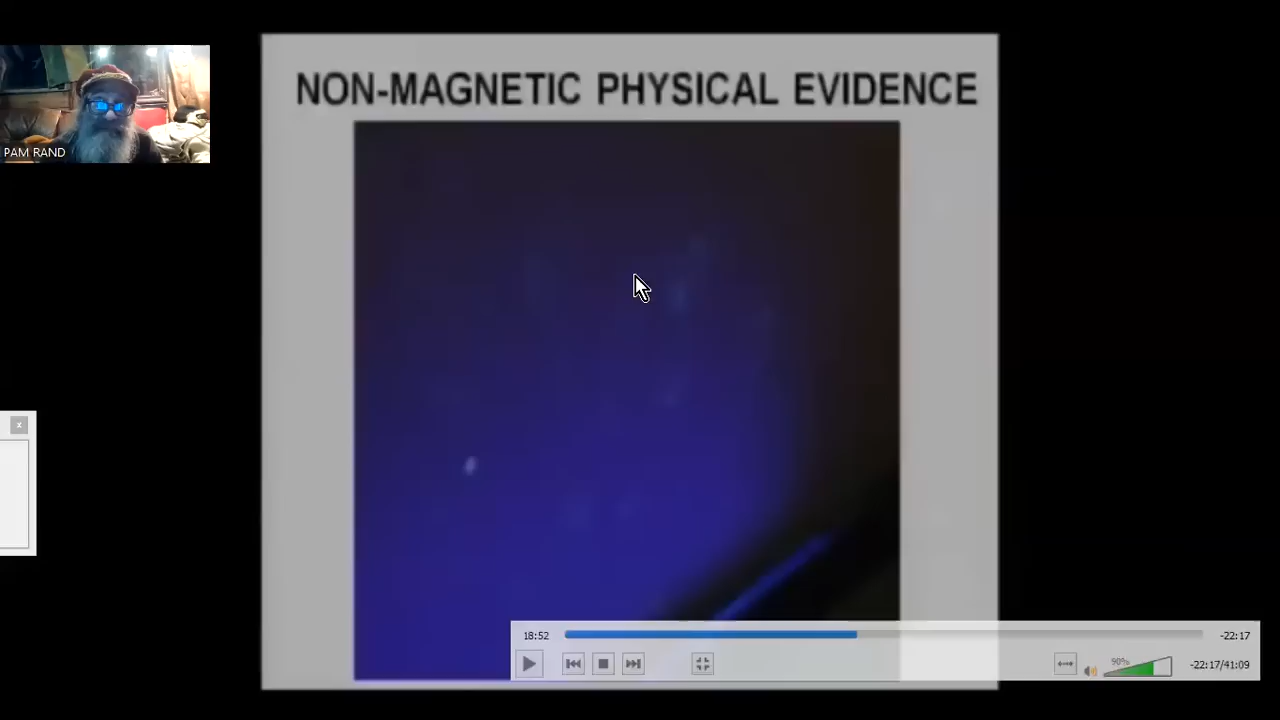 NON-MAGNETIC PHYSICAL EVIDENCE
PAM RAND
x
18:52
-22:17
90%
-22:17/41:09